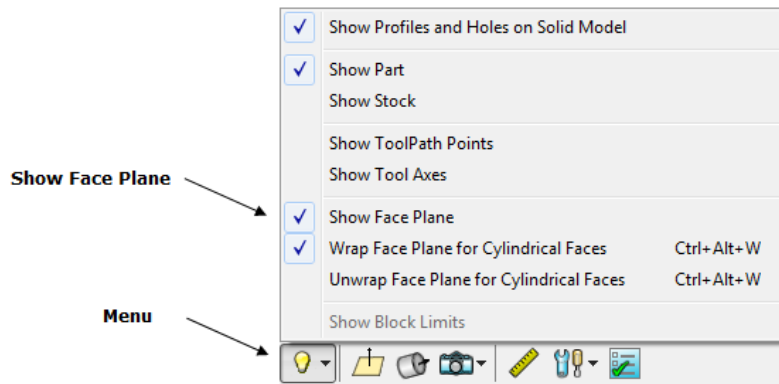 Show Profiles and Holes on Solid Model
Show Part
Show Stock
Show ToolPath Points
Show Tool Axes
Show Face Plane
Show Face Plane
Wrap Face Plane for Cylindrical Faces Ctrl+Alt+W
Unwrap Face Plane for Cylindrical Faces Ctrl+Alt+W
Menu
Show Block Limits